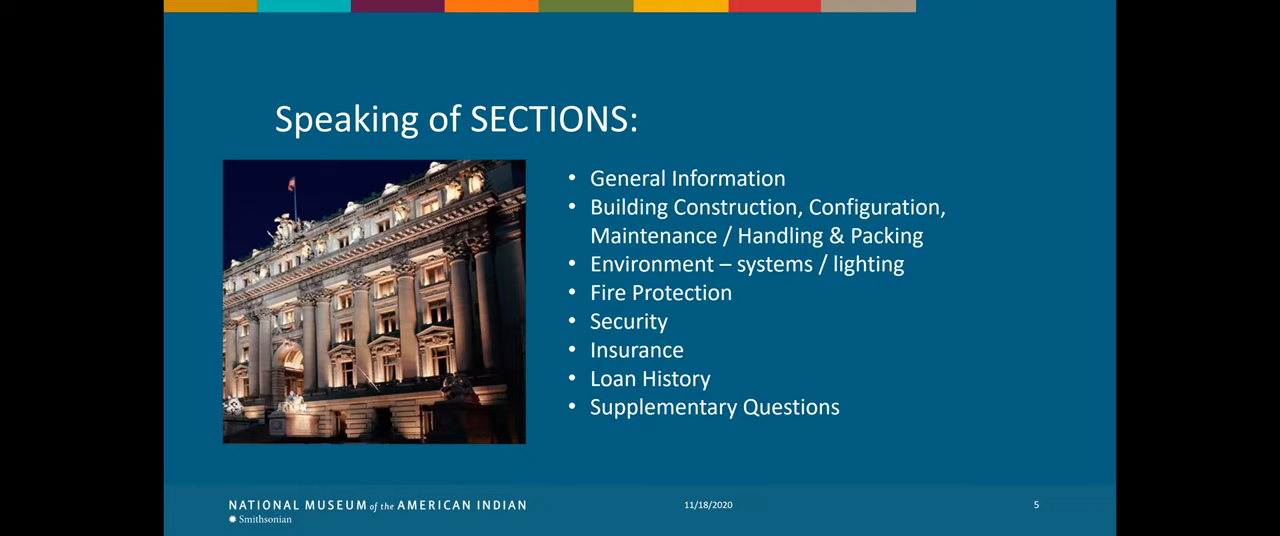 Speaking of SECTIONS:
• General Information
• Building Construction, Configuration,
Maintenance / Handling & Packing
• Environment – systems / lighting
• Fire Protection
• Security
• Insurance
• Loan History
• Supplementary Questions
NATIONAL MUSEUM of the AMERICAN INDIAN
Smithsonian
11/18/2020
5